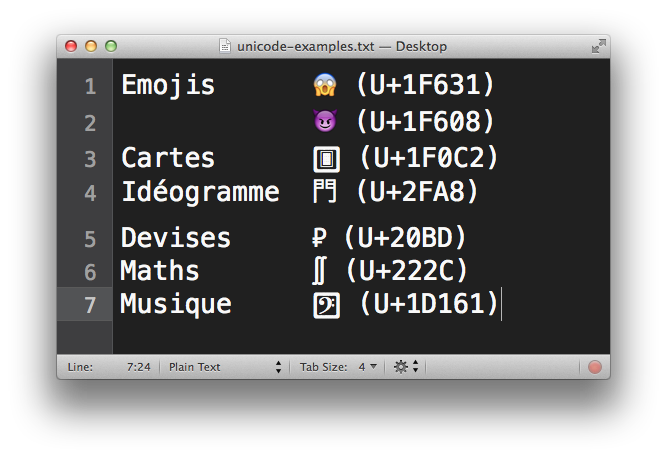 unicode-examples.txt — Desktop
1 Emojis 😱 (U+1F631)
2 😈 (U+1F608)
3 Cartes (U+1F0C2)
4 Idéogramme 門 (U+2FA8)
5 Devises ₽ (U+20BD)
6 Maths ∬ (U+222C)
7 Musique 𝄢 (U+1D161)
Line: 7:24 Plain Text Tab Size: 4